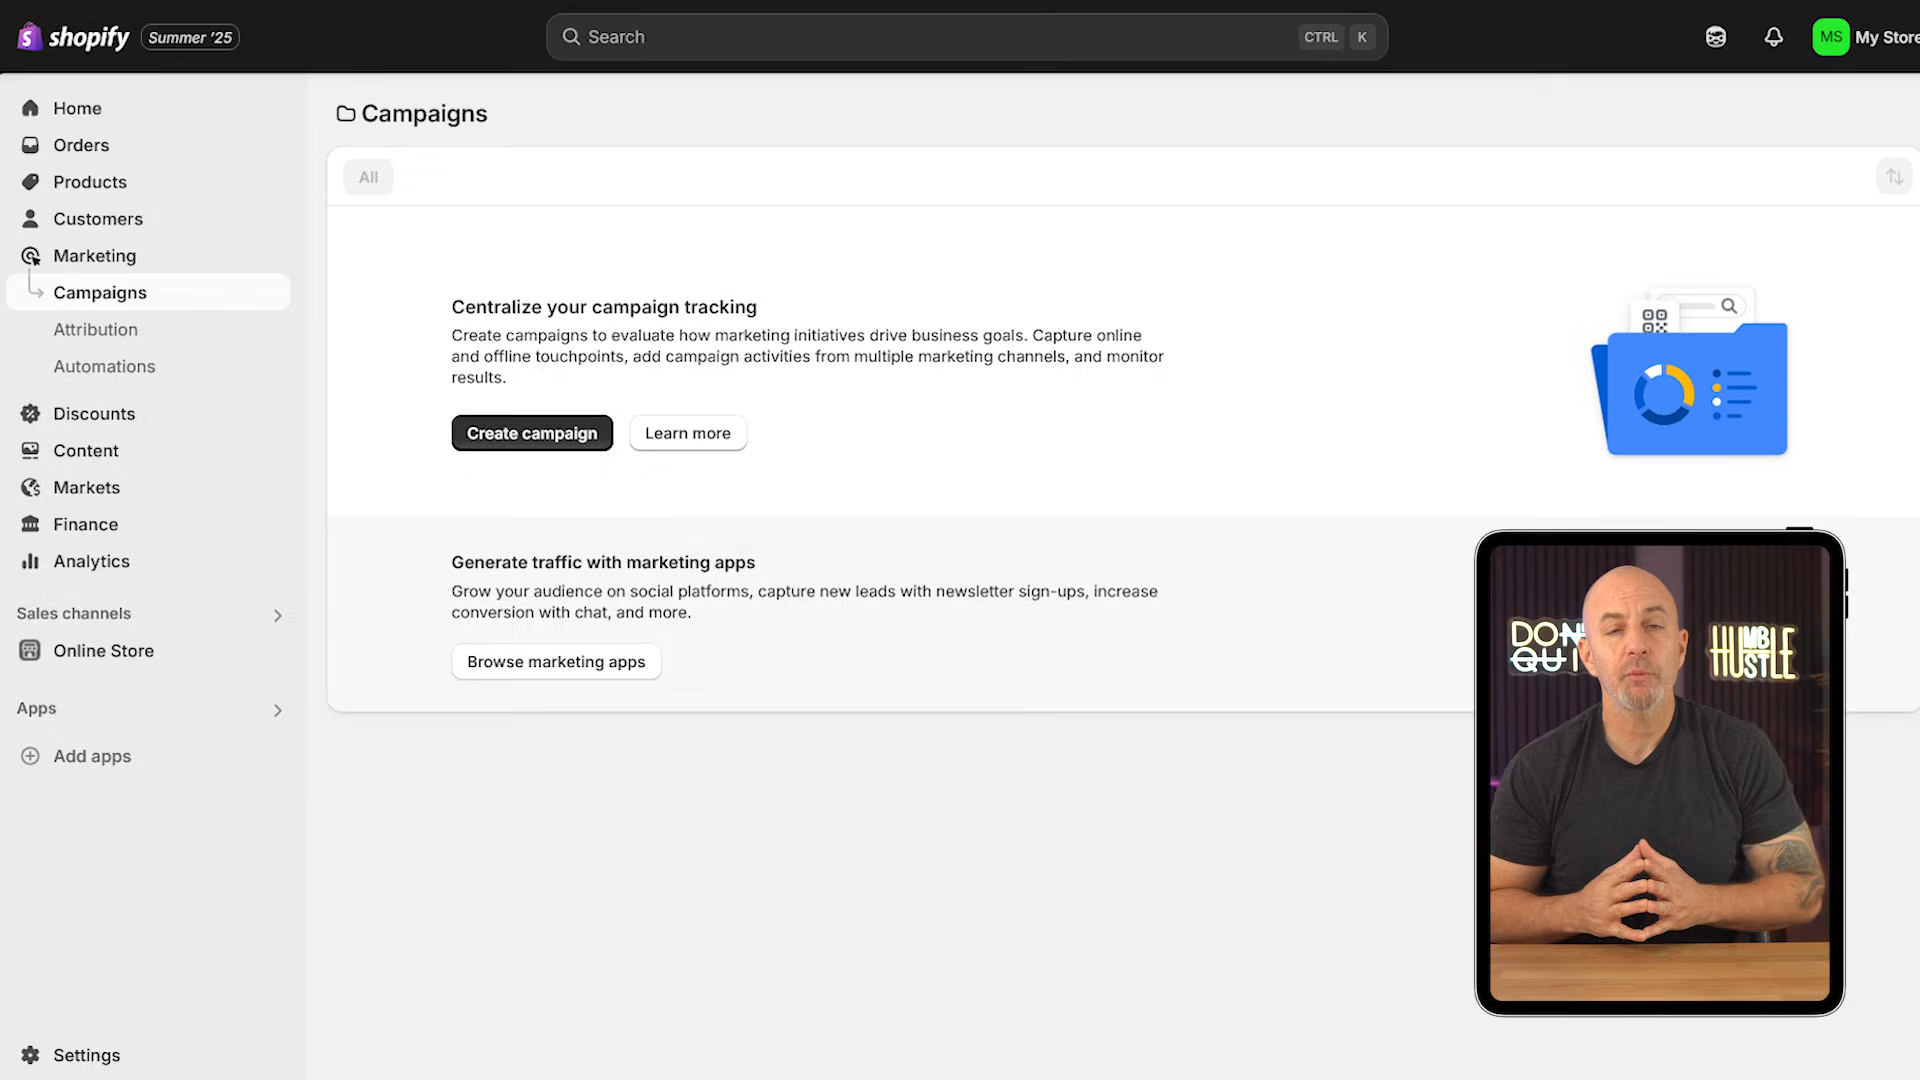 shopify
Summer '25
Search
CTRL K
MS
My Store
Home
Orders
Products
Customers
Marketing
Campaigns
Attribution
Automations
Discounts
Content
Markets
Finance
Analytics
Sales channels
Online Store
Apps
Add apps
Settings
Campaigns
All
Centralize your campaign tracking
Create campaigns to evaluate how marketing initiatives drive business goals. Capture online
and offline touchpoints, add campaign activities from multiple marketing channels, and monitor
results.
Create campaign
Learn more
Generate traffic with marketing apps
Grow your audience on social platforms, capture new leads with newsletter sign-ups, increase
conversion with chat, and more.
Browse marketing apps
DON'
QUI
HUMBLE
HUSTLE